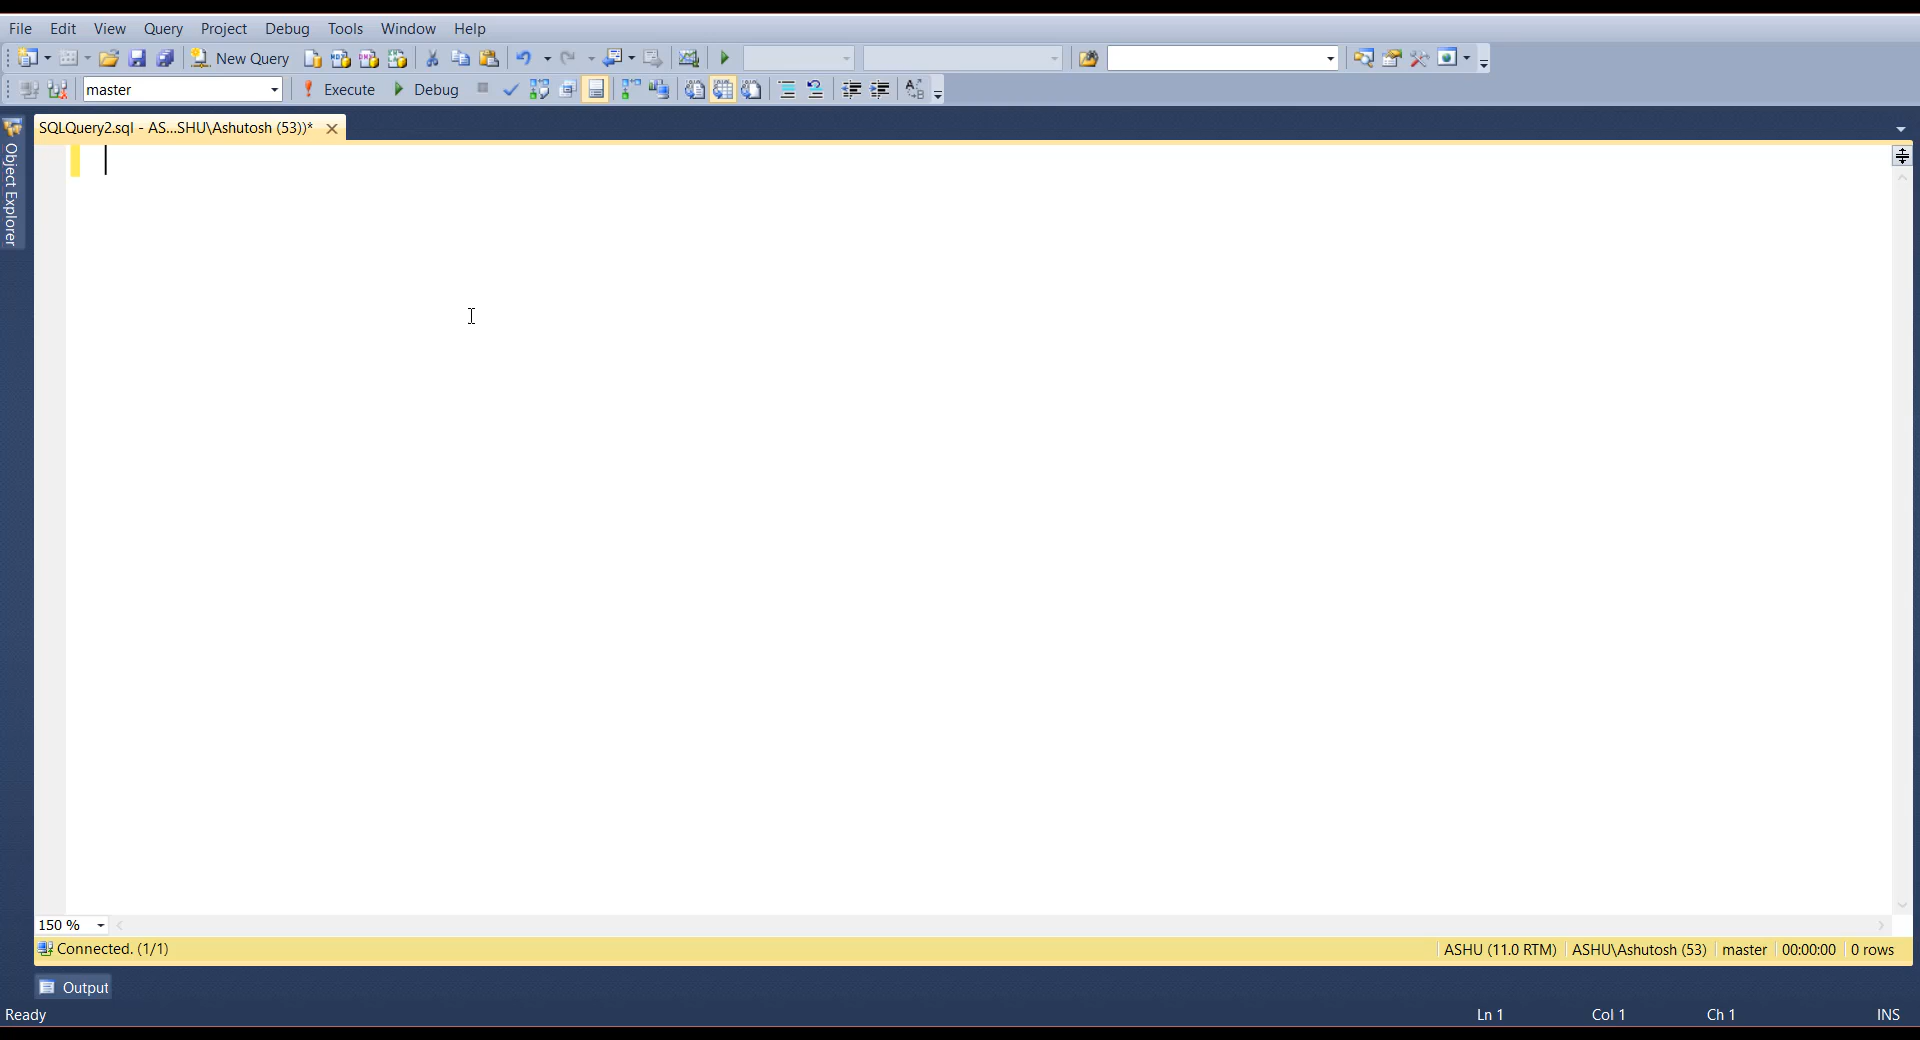 File Edit View Query Project Debug Tools Window Help
New Query
master Execute Debug
SQLQuery2.sql - AS...SHU\Ashutosh (53))*
Object Explorer
150 %
Connected. (1/1) ASHU (11.0 RTM) ASHU\Ashutosh (53) master 00:00:00 0 rows
Output
Ready Ln 1 Col 1 Ch 1 INS